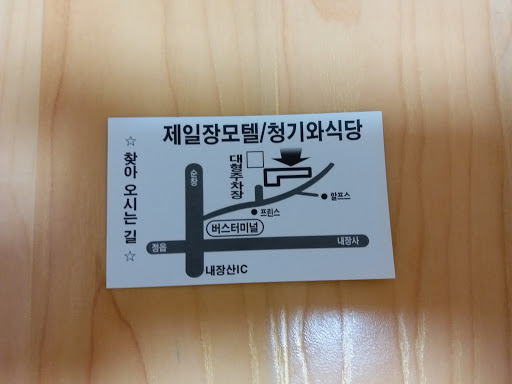 제일장모텔/청기와식당
☆ 찾아 오시는 길 ☆
순창
대형주차장
알프스
프린스
버스터미널
정읍
내장사
내장산IC